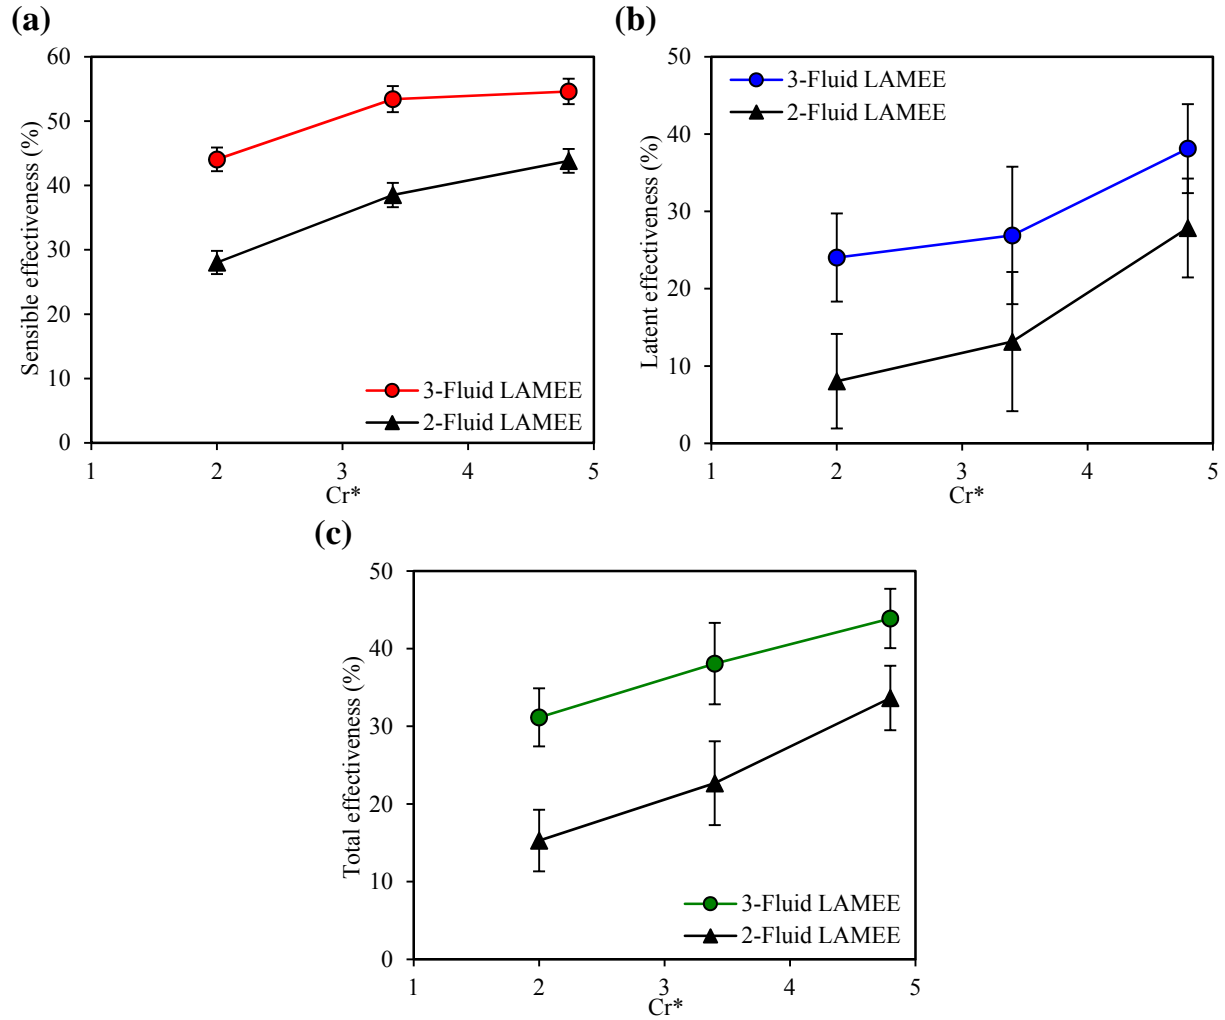 (a)
60
50
40
30
20
10
0
Sensible effectiveness (%)
3-Fluid LAMEE
2-Fluid LAMEE
1 2 3 4 5
Cr*
(b)
50
40
30
20
10
0
Latent effectiveness (%)
3-Fluid LAMEE
2-Fluid LAMEE
1 2 3 4 5
Cr*
(c)
50
40
30
20
10
0
Total effectiveness (%)
3-Fluid LAMEE
2-Fluid LAMEE
1 2 3 4 5
Cr*